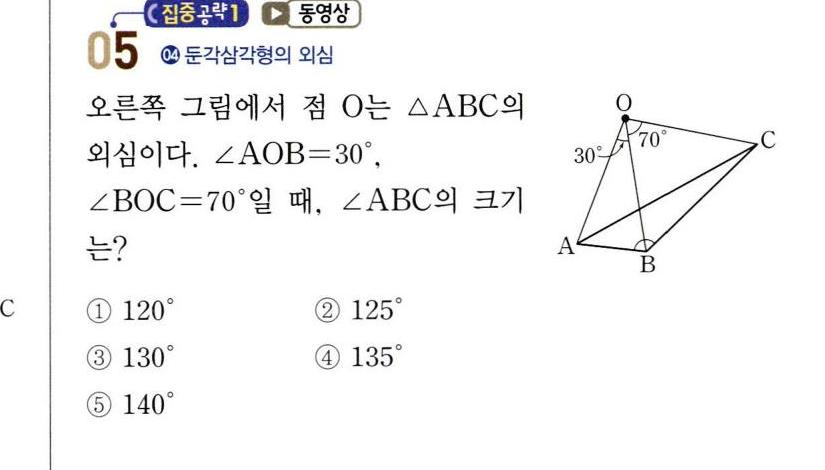 집중공략1 동영상
05 04 둔각삼각형의 외심
오른쪽 그림에서 점 O는 △ABC의
외심이다. ∠AOB=30°,
∠BOC=70°일 때, ∠ABC의 크기
는?
O
70°
C
30°
A
B
C
① 120° ② 125°
③ 130° ④ 135°
⑤ 140°